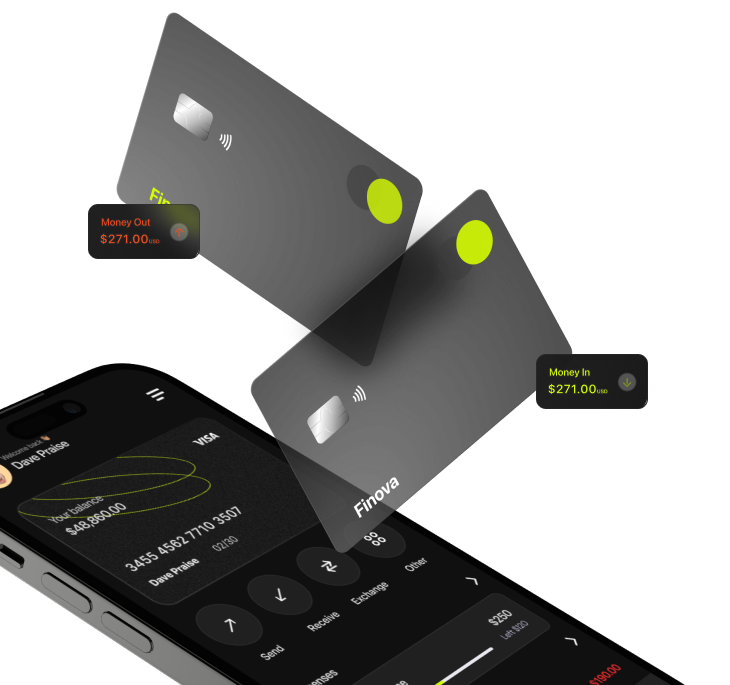 Fin
Money Out
$271.00USD
Money In
$271.00USD
Finova
Welcome back
Dave Praise
VISA
Your balance
$48,860.00
3455 4562 7710 3507
Dave Praise
02/30
Send
Receive
Exchange
Other
$250
Left $120
$190.00